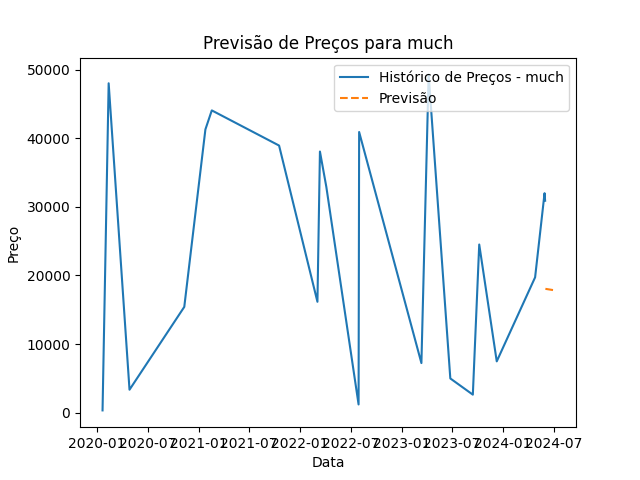 Previsão de Preços para much
Histórico de Preços - much
Previsão
Preço
50000
40000
30000
20000
10000
0
2020-01 2020-07 2021-01 2021-07 2022-01 2022-07 2023-01 2023-07 2024-01 2024-07
Data